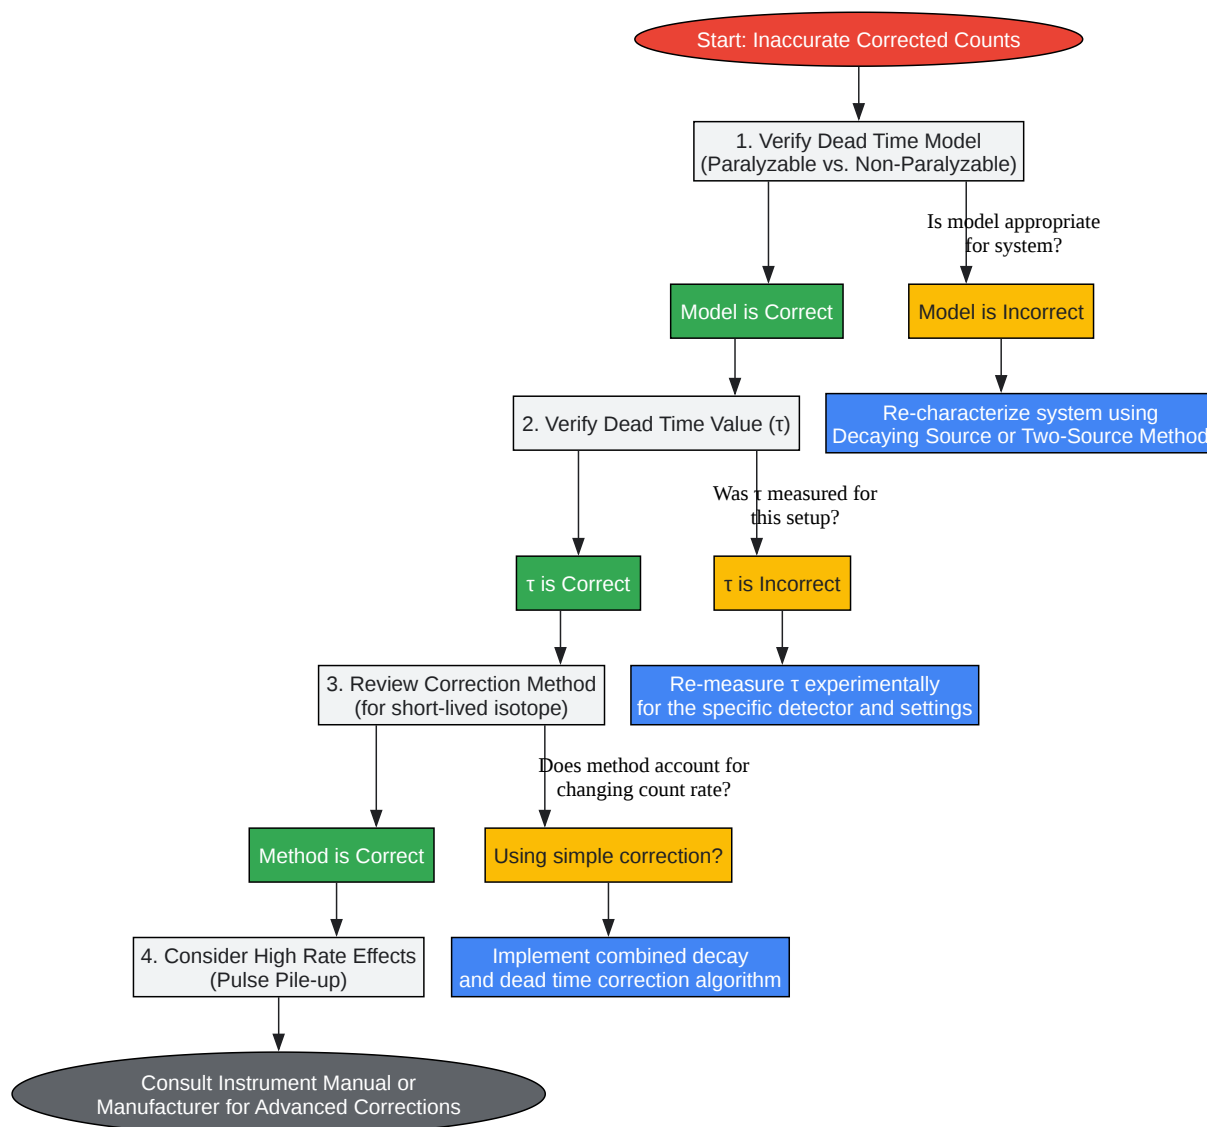 Start: Inaccurate Corrected Counts
1. Verify Dead Time Model
(Paralyzable vs. Non-Paralyzable)
Is model appropriate
for system?
Model is Correct
Model is Incorrect
2. Verify Dead Time Value (τ)
Re-characterize system using
Decaying Source or Two-Source Method
Was τ measured for
this setup?
τ is Correct
τ is Incorrect
3. Review Correction Method
(for short-lived isotope)
Re-measure τ experimentally
for the specific detector and settings
Does method account for
changing count rate?
Method is Correct
Using simple correction?
4. Consider High Rate Effects
(Pulse Pile-up)
Implement combined decay
and dead time correction algorithm
Consult Instrument Manual or
Manufacturer for Advanced Corrections